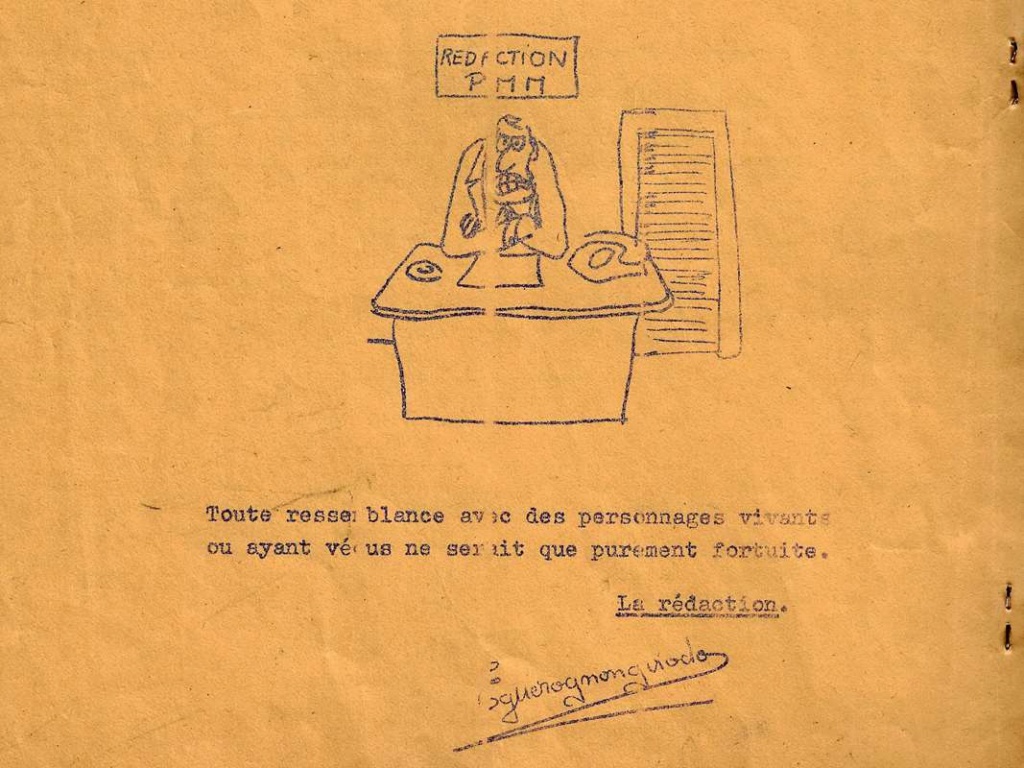 REDACTION
PMM
Toute ressemblance avec des personnages vivants
ou ayant vécus ne serait que purement fortuite.
La rédaction.